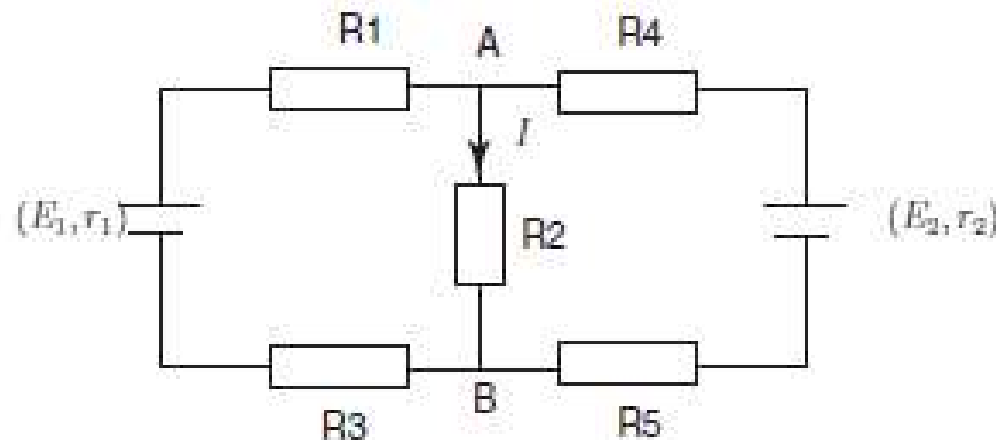 R1
A
R4
I
(E₁, r₁)
R2
(E₂, r₂)
R3
B
R5